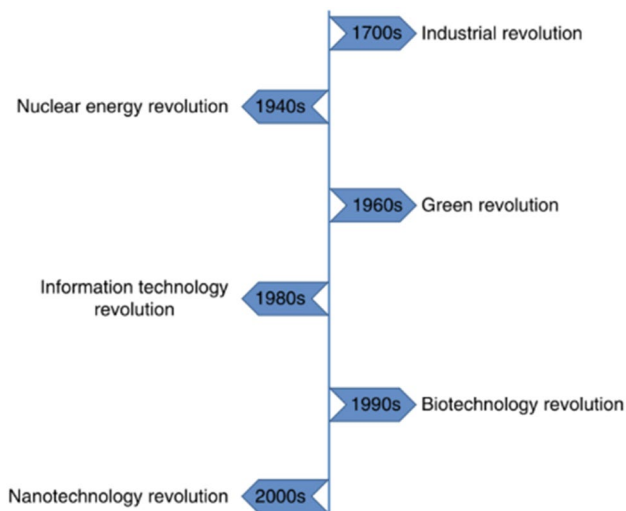 1700s Industrial revolution
Nuclear energy revolution 1940s
1960s Green revolution
Information technology
revolution
1980s
1990s Biotechnology revolution
Nanotechnology revolution 2000s